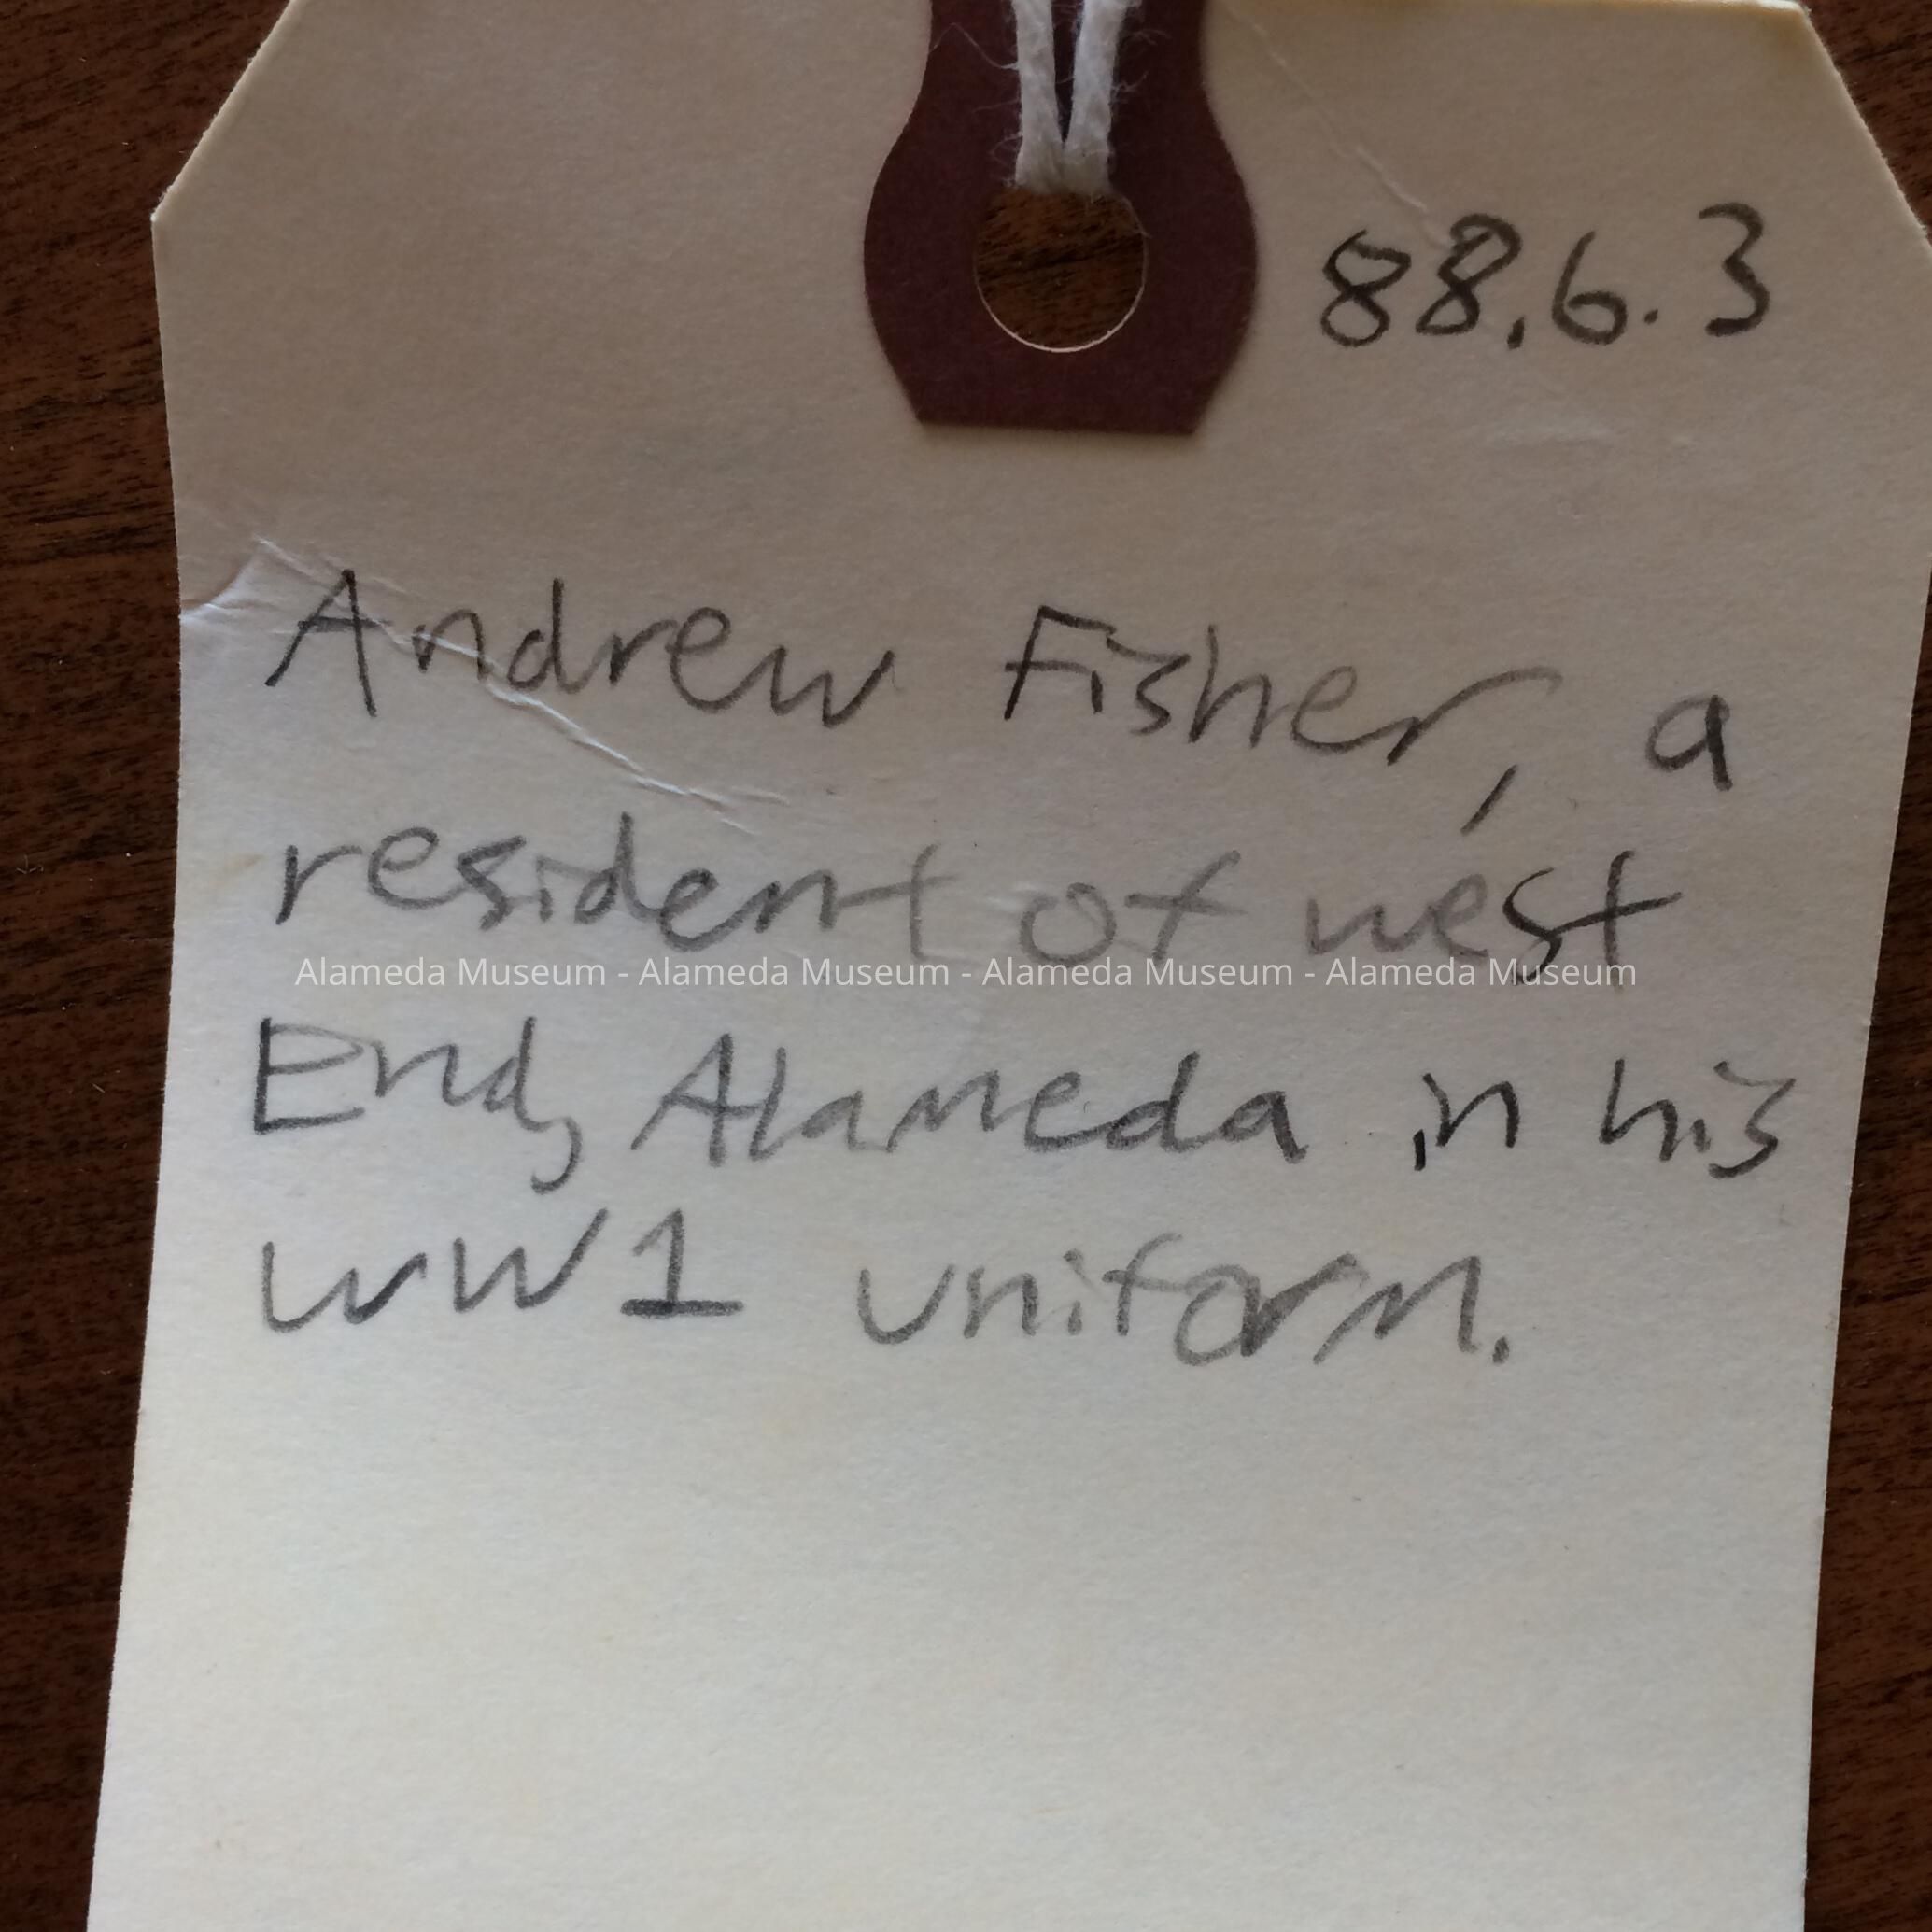 88.6.3
Andrew Fisher, a
resident of west
Alameda Museum - Alameda Museum - Alameda Museum - Alameda Museum
End, Alameda in his
WW1 uniform.